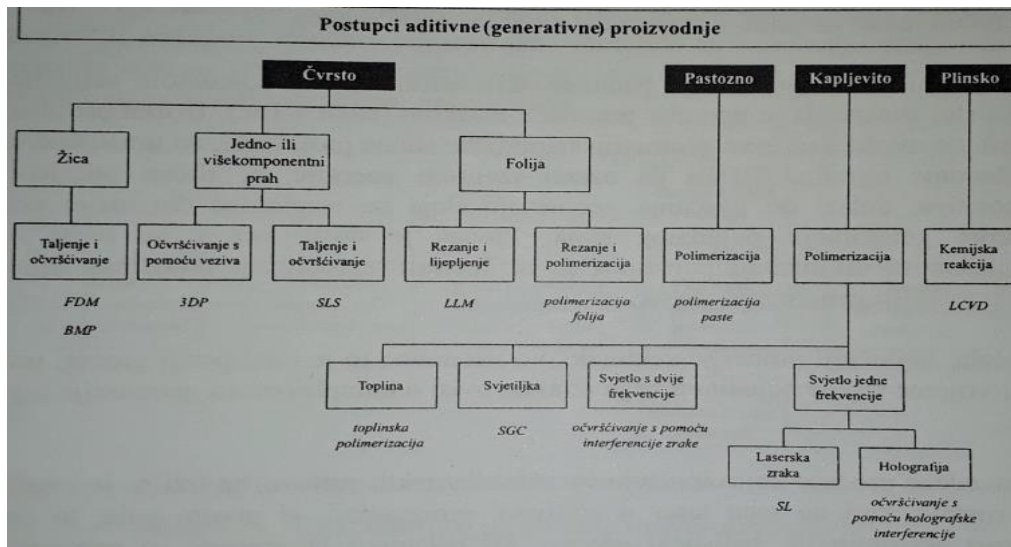 Postupci aditivne (generativne) proizvodnje
Čvrsto
Pastozno
Kapljevito
Plinsko
Žica
Jedno- ili
višekomponentni
prah
Folija
Taljenje i
očvršćivanje
Očvršćivanje s
pomoću veziva
Taljenje i
očvršćivanje
Rezanje i
lijepljenje
Rezanje i
polimerizacija
Polimerizacija
Polimerizacija
Kemijska
reakcija
FDM
BMP
3DP
SLS
LLM
polimerizacija
folija
polimerizacija
paste
LCVD
Toplina
Svjetiljka
Svjetlo s dvije
frekvencije
Svjetlo jedne
frekvencije
toplinska
polimerizacija
SGC
očvršćivanje s pomoću
interferencije zrake
Laserska
zraka
Holografija
SL
očvršćivanje s
pomoću holografske
interferencije